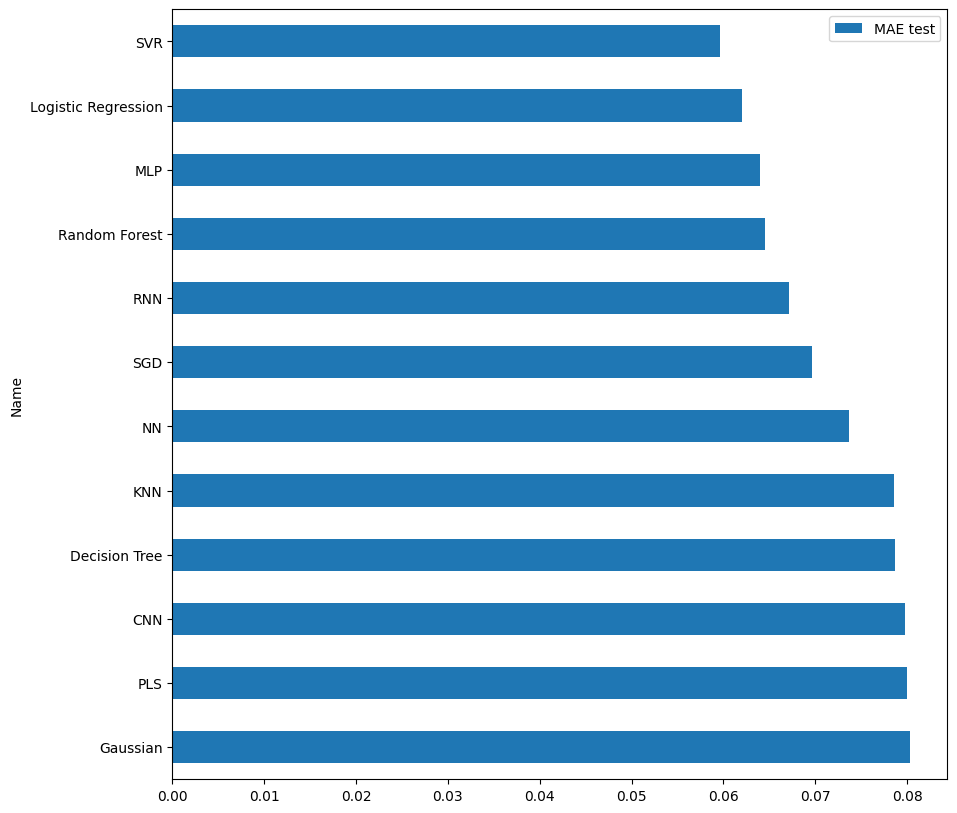 MAE test
SVR
Logistic Regression
MLP
Random Forest
RNN
SGD
Name
NN
KNN
Decision Tree
CNN
PLS
Gaussian
0.00 0.01 0.02 0.03 0.04 0.05 0.06 0.07 0.08